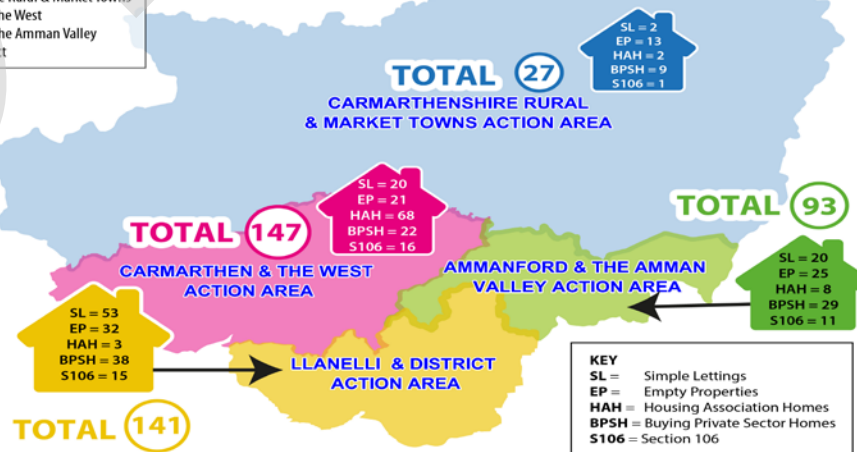 he West
he Amman Valley
TOTAL 27
CARMARTHENSHIRE RURAL
& MARKET TOWNS ACTION AREA
SL = 2
EP = 13
HAH = 2
BPSH = 9
S106 = 1
TOTAL 147
CARMARTHEN & THE WEST
ACTION AREA
SL = 20
EP = 21
HAH = 68
BPSH = 22
S106 = 16
TOTAL 93
AMMANFORD & THE AMMAN
VALLEY ACTION AREA
SL = 20
EP = 25
HAH = 8
BPSH = 29
S106 = 11
SL = 53
EP = 32
HAH = 3
BPSH = 38
S106 = 15
LLANELLI & DISTRICT
ACTION AREA
TOTAL 141
KEY
SL = Simple Lettings
EP = Empty Properties
HAH = Housing Association Homes
BPSH = Buying Private Sector Homes
S106 = Section 106